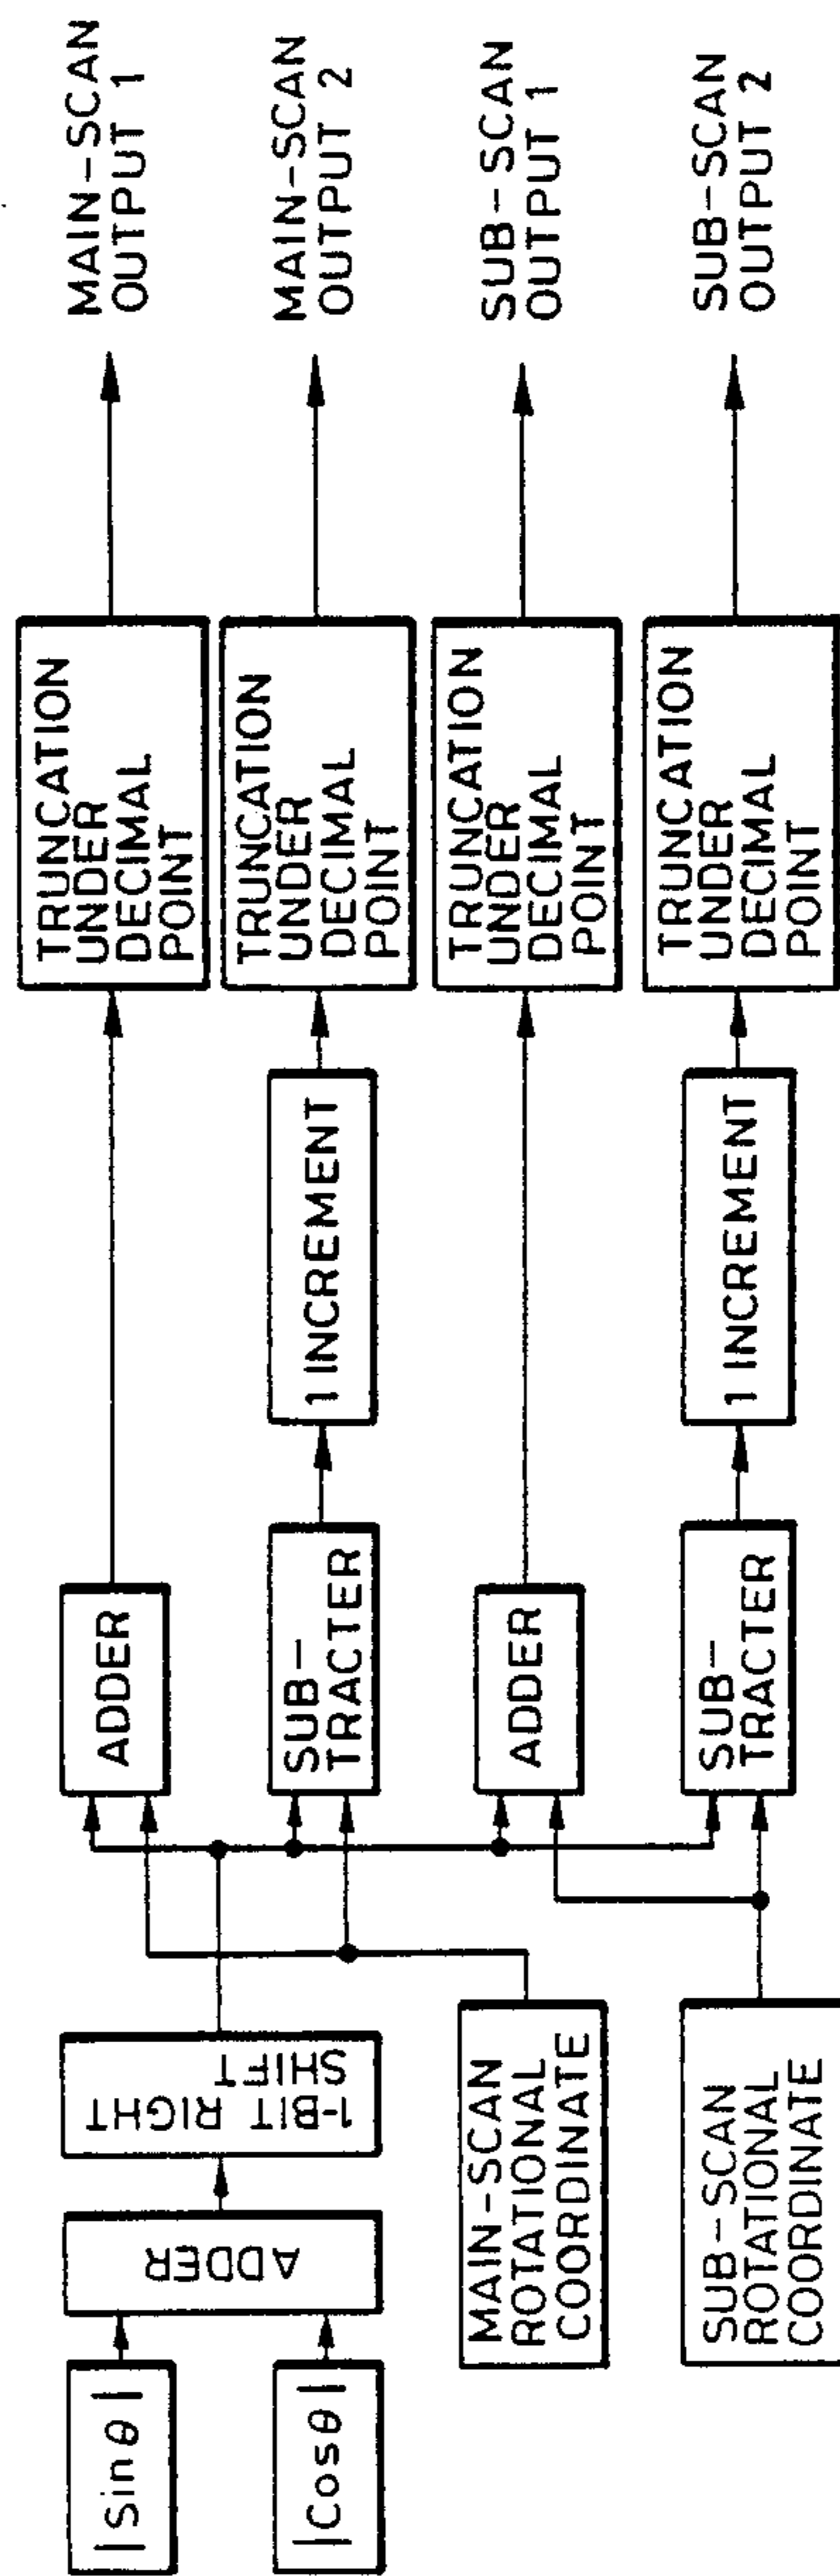 |Sinθ|
|Cosθ|
ADDER
1-BIT RIGHT
SHIFT
MAIN-SCAN
ROTATIONAL
COORDINATE
SUB-SCAN
ROTATIONAL
COORDINATE
ADDER
SUB-
TRACTER
ADDER
SUB-
TRACTER
1 INCREMENT
1 INCREMENT
TRUNCATION
UNDER
DECIMAL
POINT
TRUNCATION
UNDER
DECIMAL
POINT
TRUNCATION
UNDER
DECIMAL
POINT
TRUNCATION
UNDER
DECIMAL
POINT
MAIN-SCAN
OUTPUT 1
MAIN-SCAN
OUTPUT 2
SUB-SCAN
OUTPUT 1
SUB-SCAN
OUTPUT 2